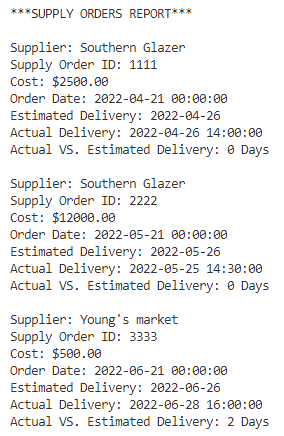 ***SUPPLY ORDERS REPORT***
Supplier: Southern Glazer
Supply Order ID: 1111
Cost: $2500.00
Order Date: 2022-04-21 00:00:00
Estimated Delivery: 2022-04-26
Actual Delivery: 2022-04-26 14:00:00
Actual VS. Estimated Delivery: 0 Days
Supplier: Southern Glazer
Supply Order ID: 2222
Cost: $12000.00
Order Date: 2022-05-21 00:00:00
Estimated Delivery: 2022-05-26
Actual Delivery: 2022-05-25 14:30:00
Actual VS. Estimated Delivery: 0 Days
Supplier: Young's market
Supply Order ID: 3333
Cost: $500.00
Order Date: 2022-06-21 00:00:00
Estimated Delivery: 2022-06-26
Actual Delivery: 2022-06-28 16:00:00
Actual VS. Estimated Delivery: 2 Days